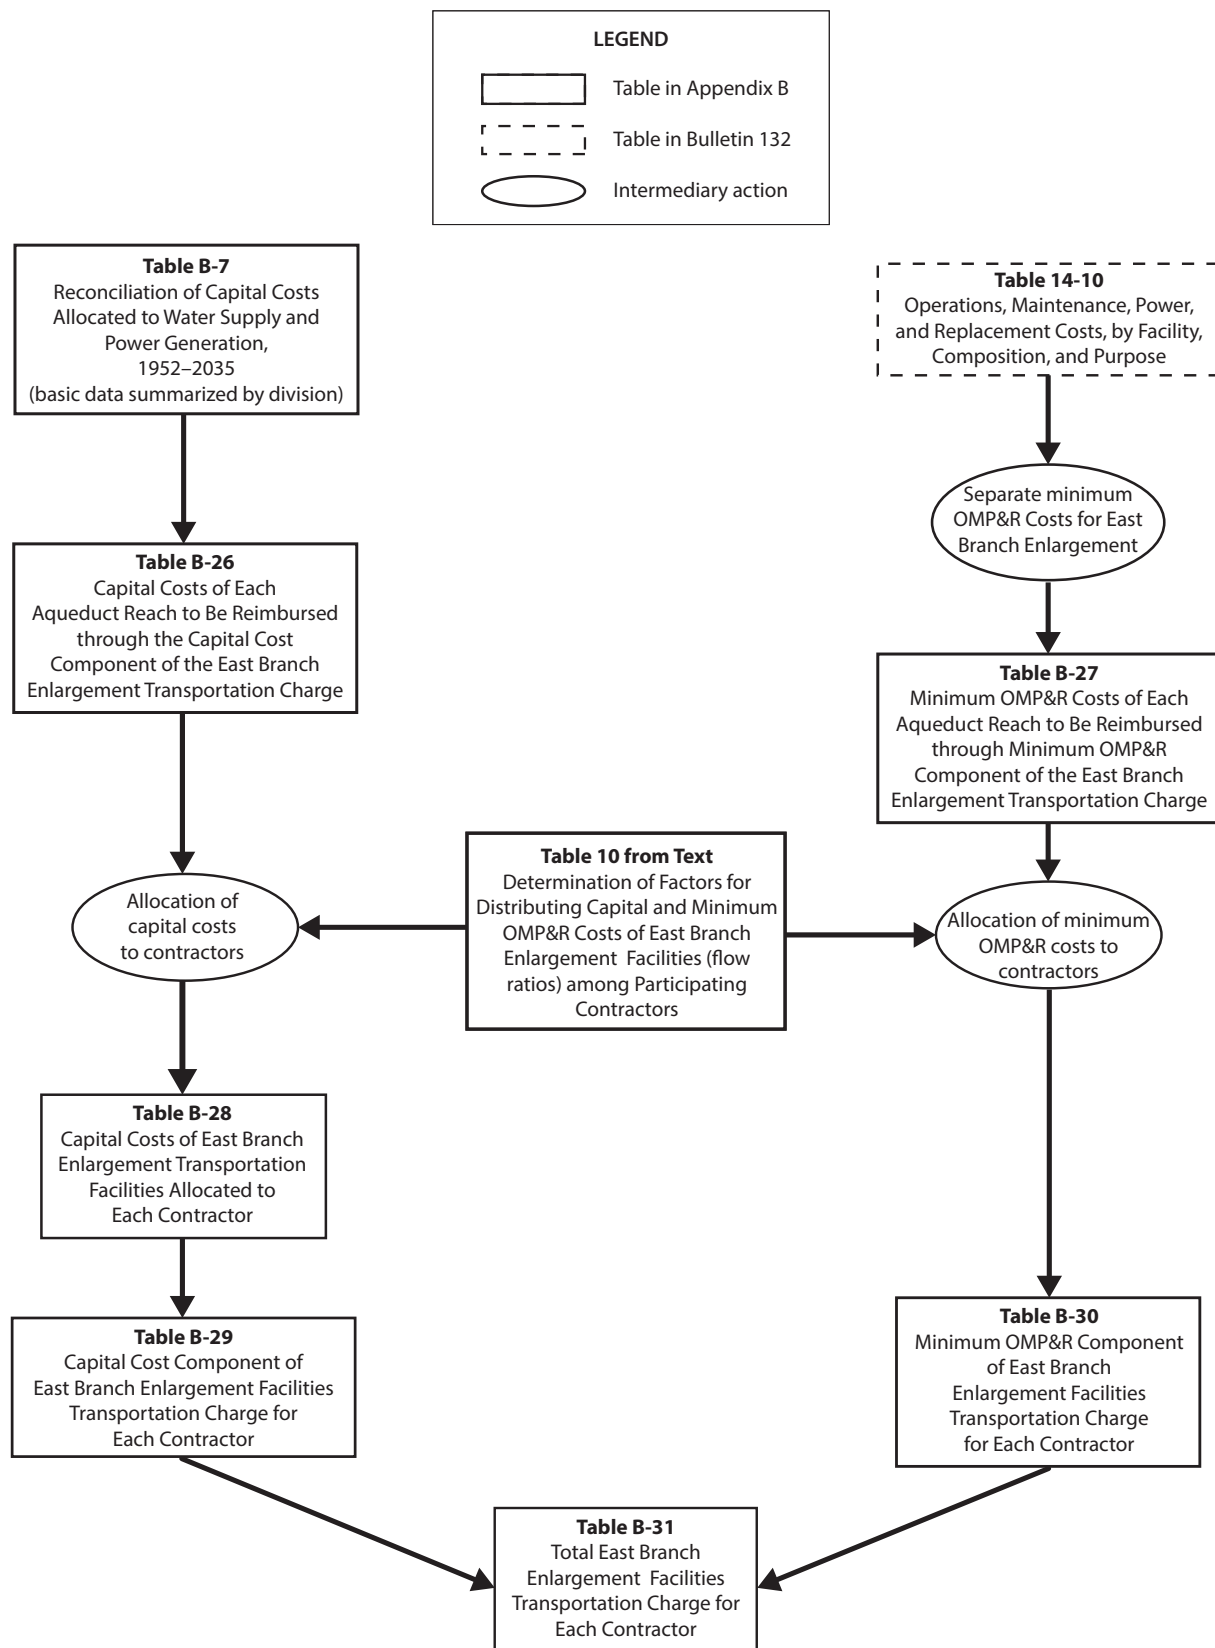 LEGEND
Table in Appendix B
Table in Bulletin 132
Intermediary action
Table B-7
Reconciliation of Capital Costs
Allocated to Water Supply and
Power Generation,
1952–2035
(basic data summarized by division)
Table 14-10
Operations, Maintenance, Power,
and Replacement Costs, by Facility,
Composition, and Purpose
Separate minimum
OMP&R Costs for East
Branch Enlargement
Table B-26
Capital Costs of Each
Aqueduct Reach to Be Reimbursed
through the Capital Cost
Component of the East Branch
Enlargement Transportation Charge
Table B-27
Minimum OMP&R Costs of Each
Aqueduct Reach to Be Reimbursed
through Minimum OMP&R
Component of the East Branch
Enlargement Transportation Charge
Allocation of
capital costs
to contractors
Table 10 from Text
Determination of Factors for
Distributing Capital and Minimum
OMP&R Costs of East Branch
Enlargement Facilities (flow
ratios) among Participating
Contractors
Allocation of minimum
OMP&R costs to
contractors
Table B-28
Capital Costs of East Branch
Enlargement Transportation
Facilities Allocated to
Each Contractor
Table B-29
Capital Cost Component of
East Branch Enlargement Facilities
Transportation Charge for
Each Contractor
Table B-30
Minimum OMP&R Component
of East Branch
Enlargement Facilities
Transportation Charge
for Each Contractor
Table B-31
Total East Branch
Enlargement Facilities
Transportation Charge for
Each Contractor